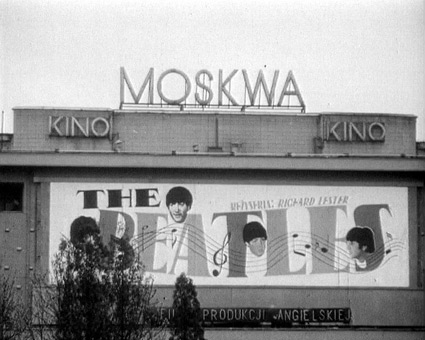 MOSKWA
KINO KINO
THE
REŻYSERIA: RICHARD LESTER
BEATLES
PRODUKCJI ANGIELSKIEJ